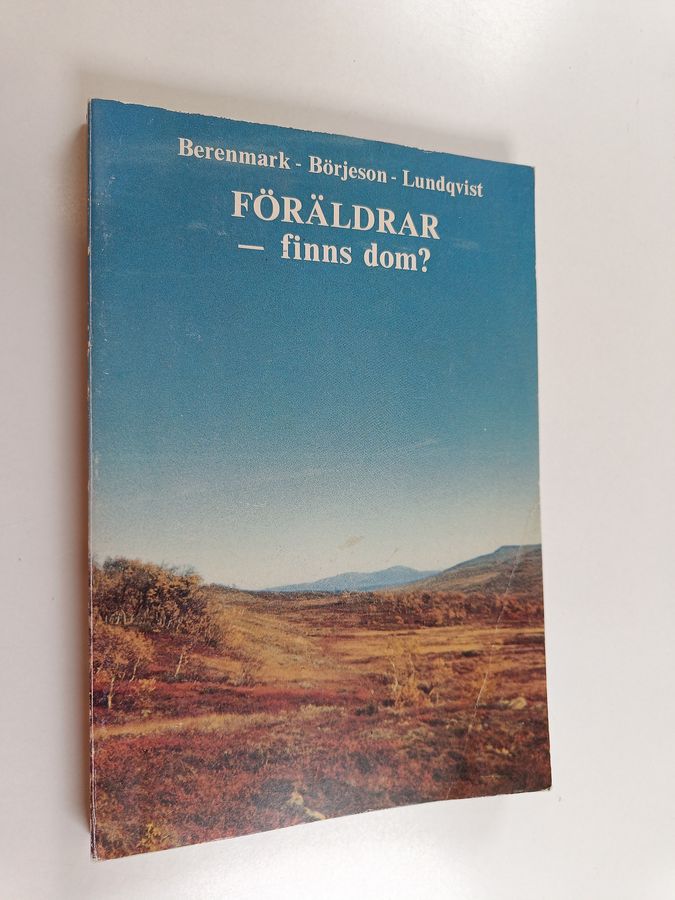 Berenmark - Börjeson - Lundqvist
FÖRÄLDRAR
— finns dom?